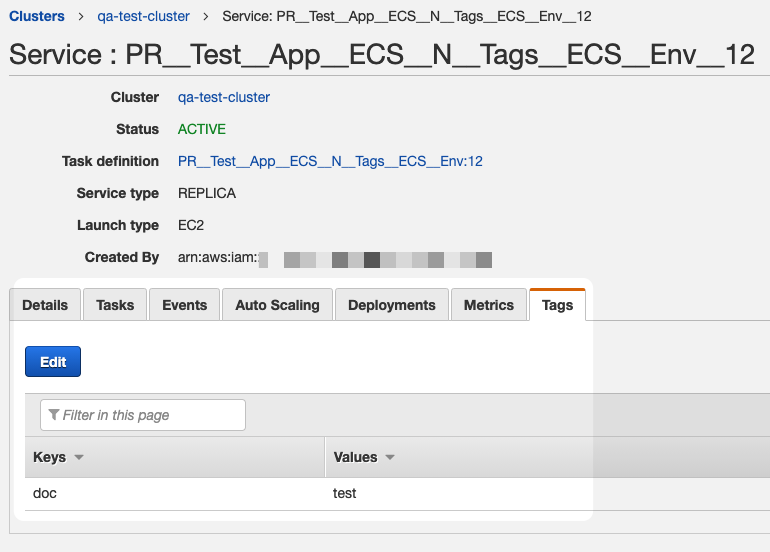 Clusters > qa-test-cluster > Service: PR__Test__App__ECS__N__Tags__ECS__Env__12
Service : PR__Test__App__ECS__N__Tags__ECS__Env__12
Cluster qa-test-cluster
Status ACTIVE
Task definition PR__Test__App__ECS__N__Tags__ECS__Env:12
Service type REPLICA
Launch type EC2
Created By arn:aws:iam:
Details Tasks Events Auto Scaling Deployments Metrics Tags
Edit
Filter in this page
Keys Values
doc test